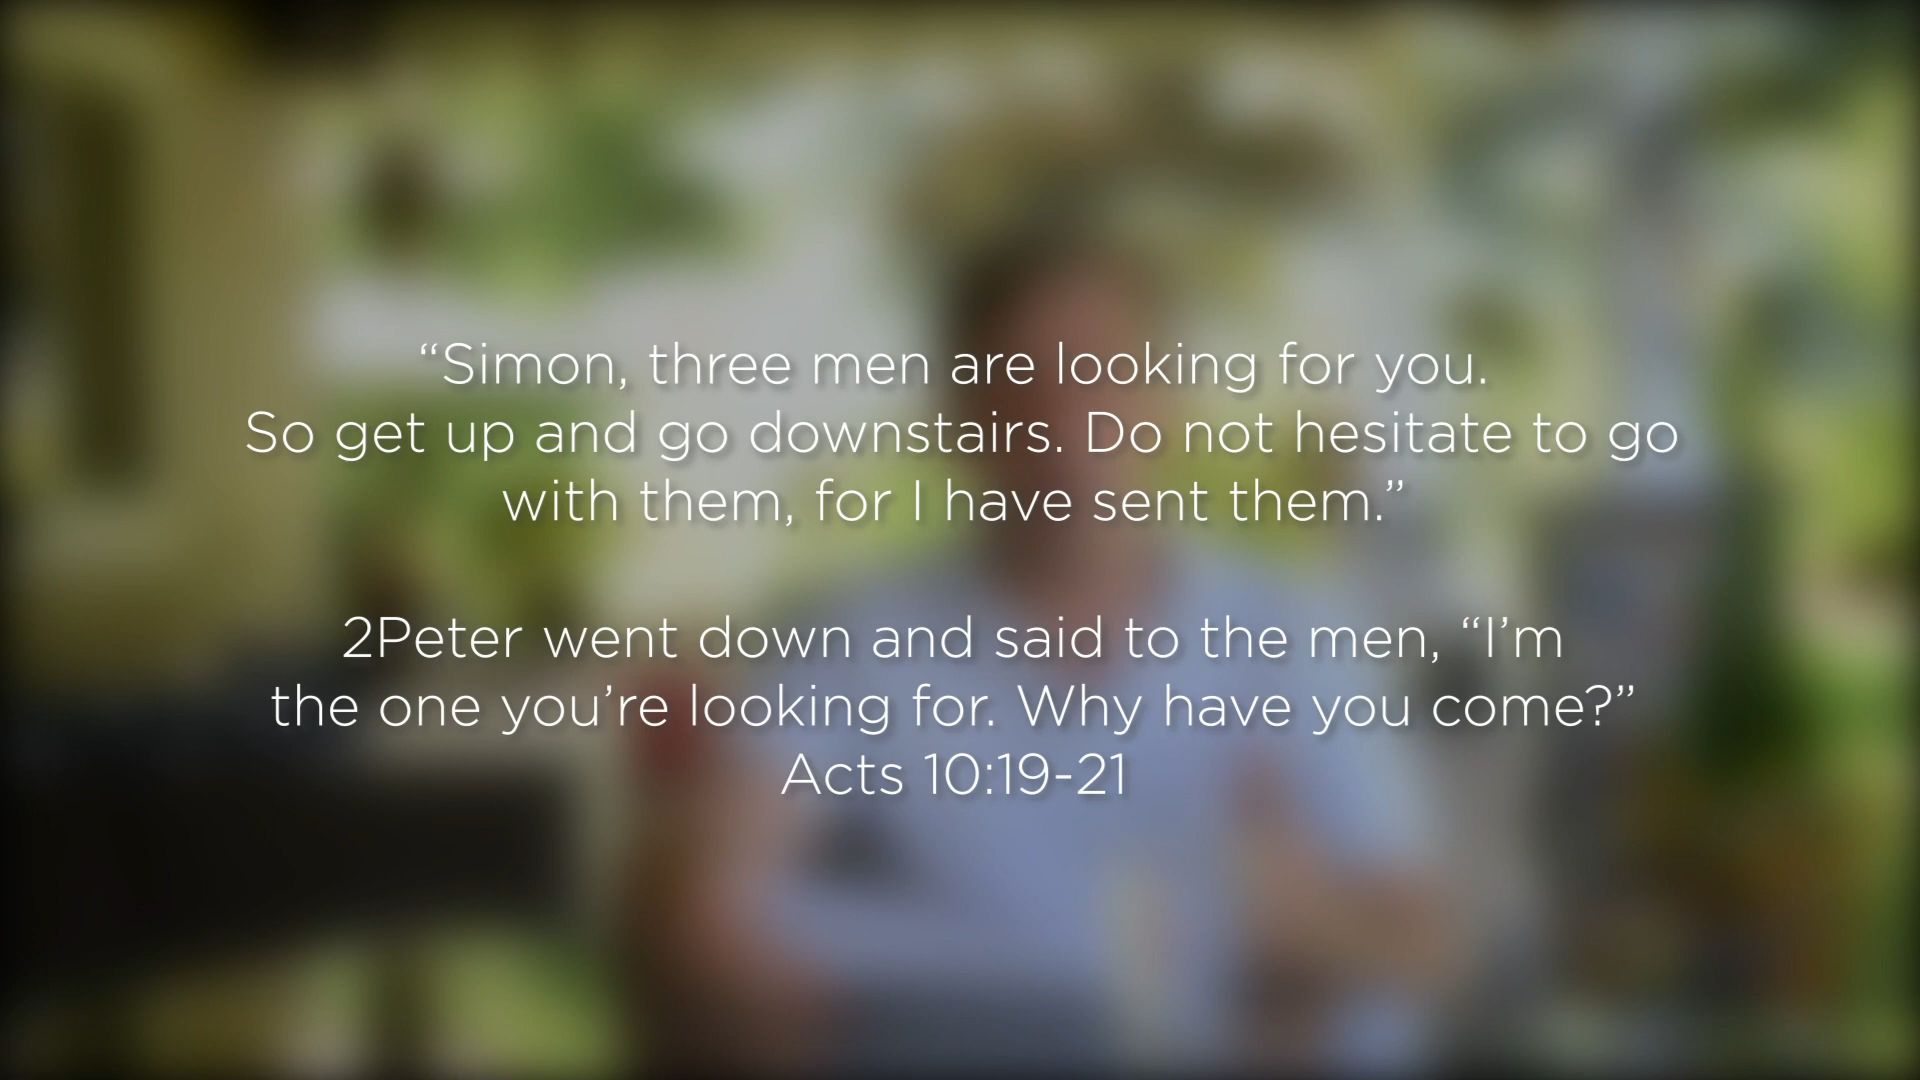 “Simon, three men are looking for you.
So get up and go downstairs. Do not hesitate to go
with them, for I have sent them.”
2Peter went down and said to the men, “I’m
the one you’re looking for. Why have you come?”
Acts 10:19-21